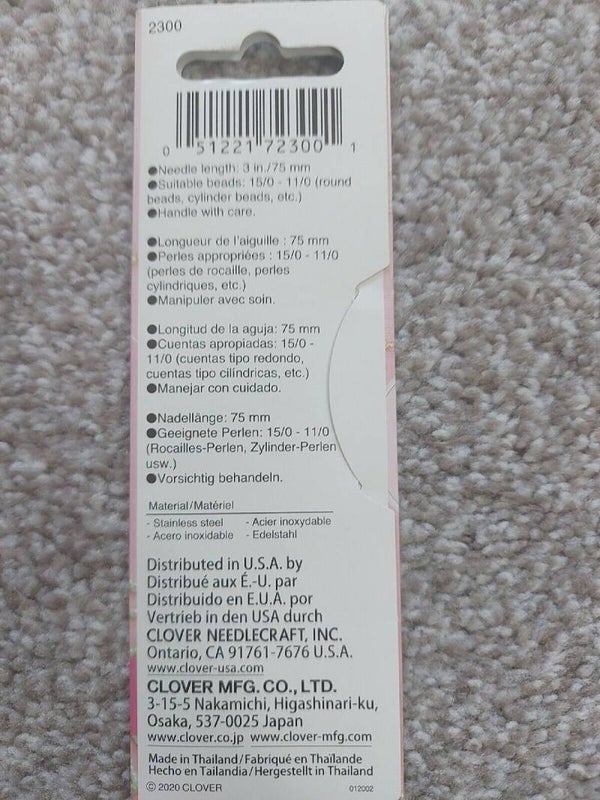 2300
0 51221 72300 1
●Needle length: 3 in./75 mm
●Suitable beads: 15/0 - 11/0 (round
beads, cylinder beads, etc.)
●Handle with care.
●Longueur de l'aiguille : 75 mm
●Perles appropriées : 15/0 - 11/0
(perles de rocaille, perles
cylindriques, etc.)
●Manipuler avec soin.
●Longitud de la aguja: 75 mm
●Cuentas apropiadas: 15/0 -
11/0 (cuentas tipo redondo,
cuentas tipo cilíndricas, etc.)
●Manejar con cuidado.
●Nadellänge: 75 mm
●Geeignete Perlen: 15/0 - 11/0
(Rocailles-Perlen, Zylinder-Perlen
usw.)
●Vorsichtig behandeln.
Material/Matériel
- Stainless steel - Acier inoxydable
- Acero inoxidable - Edelstahl
Distributed in U.S.A. by
Distribué aux É.-U. par
Distribuido en E.U.A. por
Vertrieb in den USA durch
CLOVER NEEDLECRAFT, INC.
Ontario, CA 91761-7676 U.S.A.
www.clover-usa.com
CLOVER MFG. CO., LTD.
3-15-5 Nakamichi, Higashinari-ku,
Osaka, 537-0025 Japan
www.clover.co.jp www.clover-mfg.com
Made in Thailand/Fabriqué en Thaïlande
Hecho en Tailandia/Hergestellt in Thailand
© 2020 CLOVER 012002